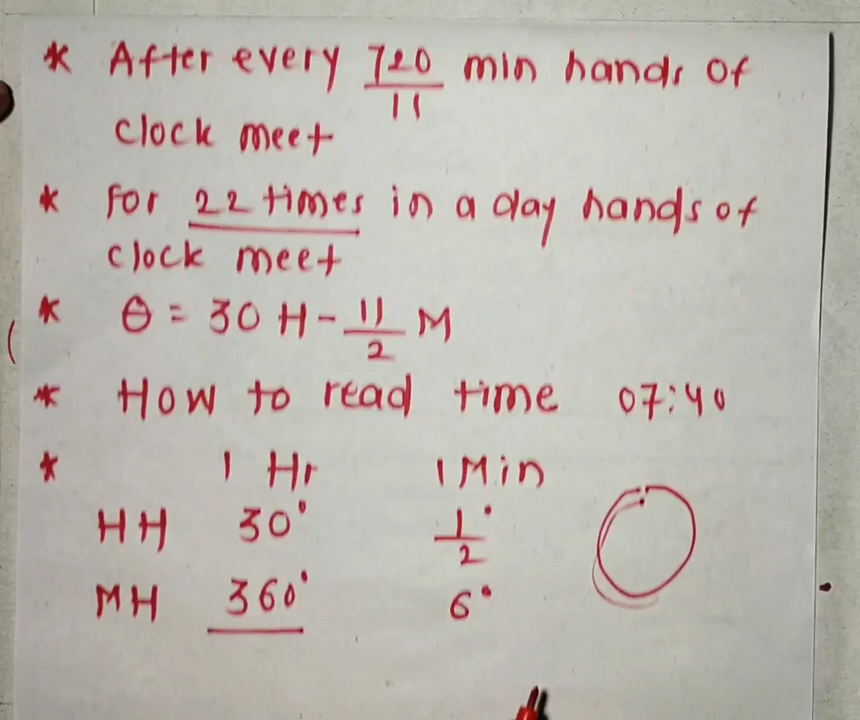 * After every 720/11 min hands of
clock meet
* For 22 times in a day hands of
clock meet
* θ = 30 H - 11/2 M
* How to read time 07:40
* 1 Hr 1 Min
HH 30° 1/2°
MH 360° 6°